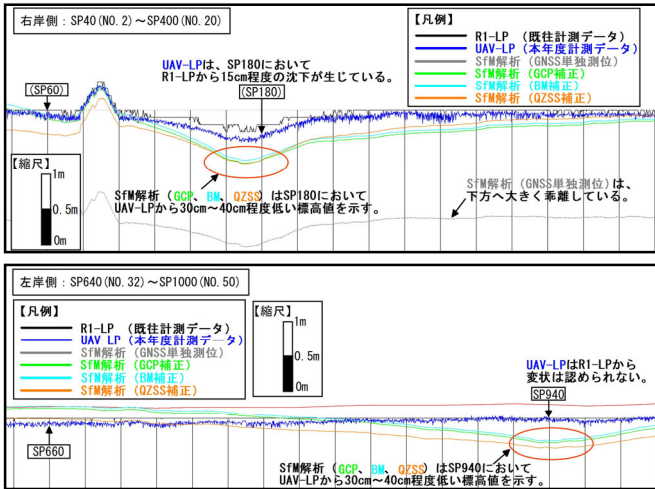 右岸側：SP40(NO.2)～SP400(NO.20)
【凡例】
R1-LP （既往計測データ）
UAV-LP（本年度計測データ）
SfM解析（GNSS単独測位）
SfM解析（GCP補正）
SfM解析（BM補正）
SfM解析（QZSS補正）
UAV-LPは、SP180において
R1-LPから15cm程度の沈下が生じている。
(SP60)
(SP180)
【縮尺】
1m
0.5m
0m
SfM解析（GCP、BM、QZSS）はSP180において
UAV-LPから30cm～40cm程度低い標高値を示す。
SfM解析（GNSS単独測位）は、
下方へ大きく乖離している。
左岸側：SP640(NO.32)～SP1000(NO.50)
【凡例】
R1-LP （既往計測データ）
UAV LP（本年度計測データ）
SfM解析（GNSS単独測位）
SfM解析（GCP補正）
SfM解析（BM補正）
SfM解析（QZSS補正）
【縮尺】
1m
0.5m
0m
UAV-LPはR1-LPから
変状は認められない。
SP940
SP660
SfM解析（GCP、BM、QZSS）はSP940において
UAV-LPから30cm～40cm程度低い標高値を示す。